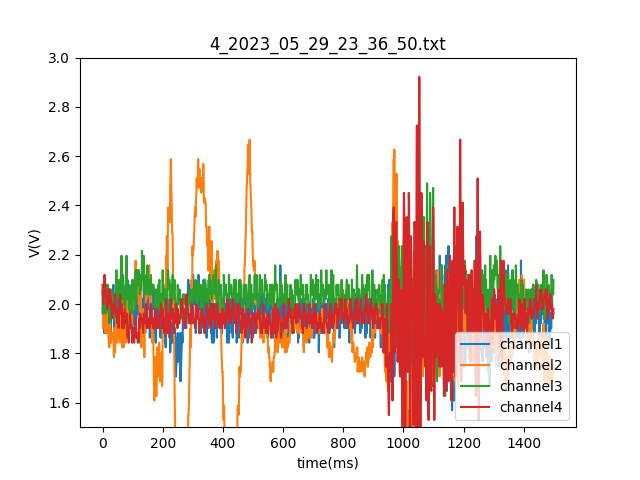 4_2023_05_29_23_36_50.txt
3.0
2.8
2.6
2.4
2.2
2.0
1.8
1.6
V(V)
0 200 400 600 800 1000 1200 1400
time(ms)
channel1
channel2
channel3
channel4